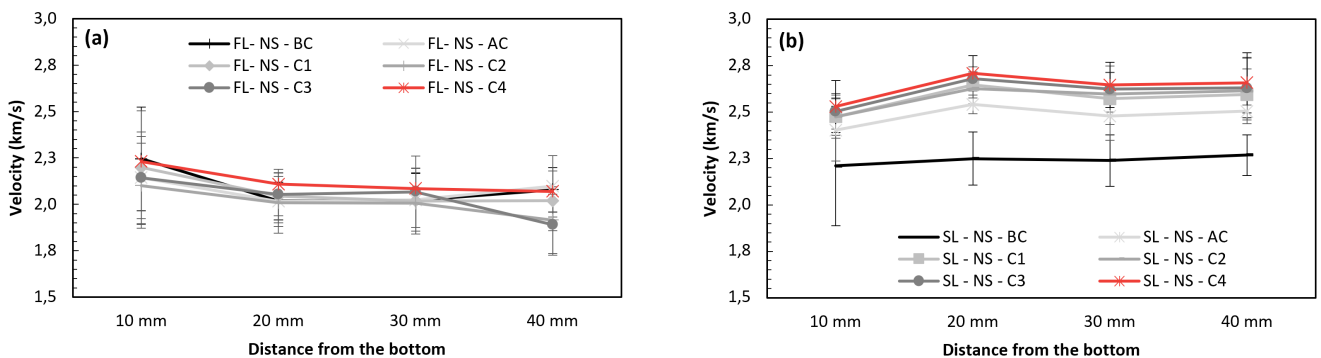 (a)
FL- NS - BC
FL- NS - AC
FL- NS - C1
FL- NS - C2
FL- NS - C3
FL- NS - C4
Velocity (km/s)
3,0
2,8
2,5
2,3
2,0
1,8
1,5
10 mm
20 mm
30 mm
40 mm
Distance from the bottom
(b)
Velocity (km/s)
3,0
2,8
2,5
2,3
2,0
1,8
1,5
SL - NS - BC
SL - NS - AC
SL - NS - C1
SL - NS - C2
SL - NS - C3
SL - NS - C4
10 mm
20 mm
30 mm
40 mm
Distance from the bottom